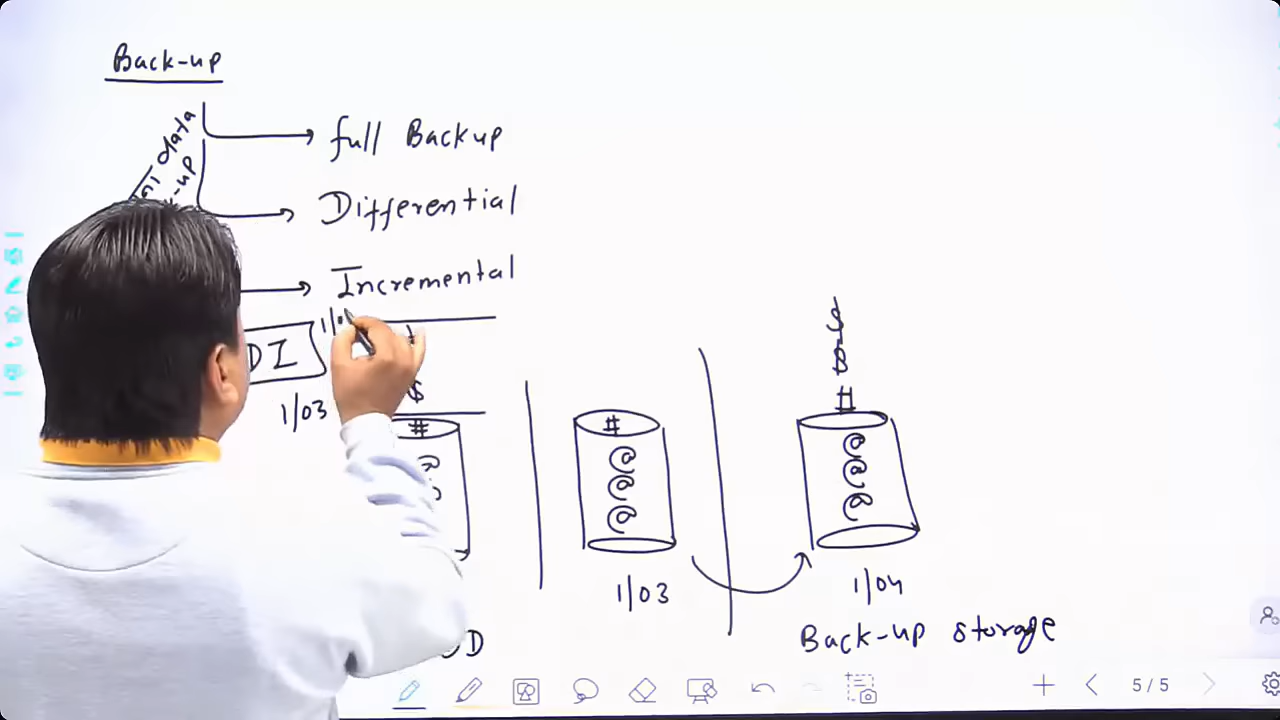 Back-up
data
-up
full Backup
Differential
Incremental
DI
1/03
$
#
@
#
@
@
@
1/03
$
#
@
@
@
1/04
D
Back-up storage
5 / 5